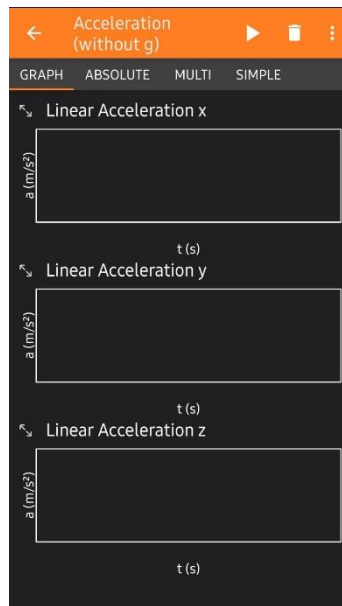 Acceleration
(without g)
GRAPH ABSOLUTE MULTI SIMPLE
Linear Acceleration x
a (m/s²)
t (s)
Linear Acceleration y
a (m/s²)
t (s)
Linear Acceleration z
a (m/s²)
t (s)